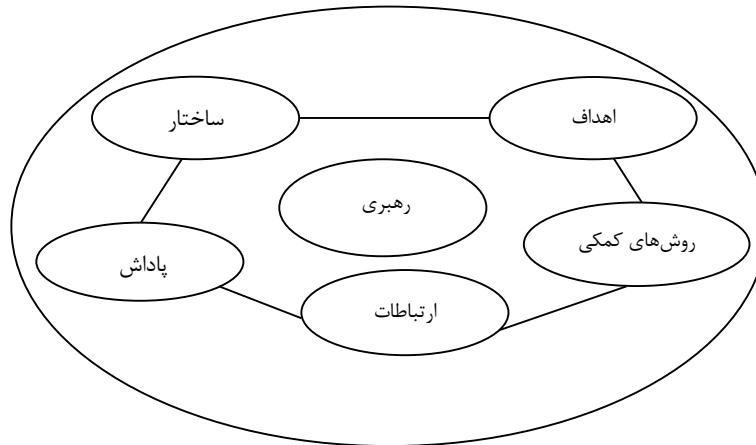 اهداف
ساختار
رهبری
روش‌های کمکی
پاداش
ارتباطات